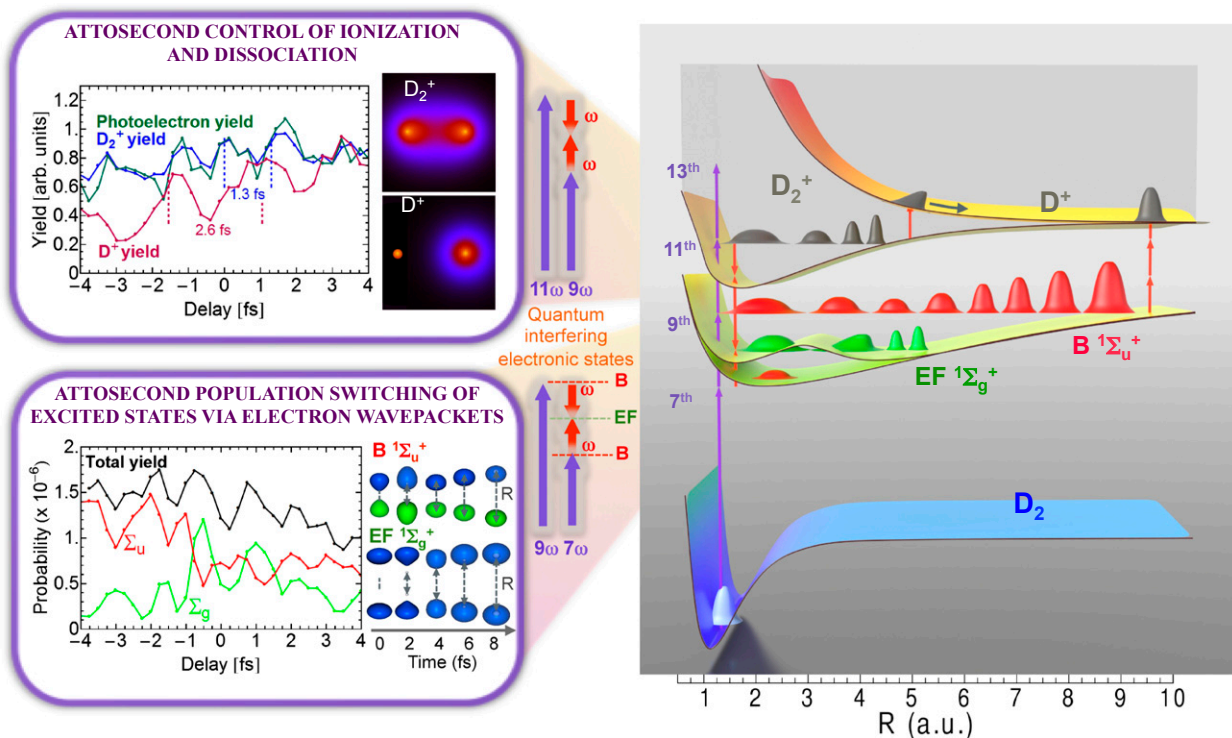 ATTOSECOND CONTROL OF IONIZATION
AND DISSOCIATION
Yield [arb. units]
1.2
1.0
0.8
0.6
0.4
0.2
0
Photoelectron yield
D₂⁺ yield
1.3 fs
2.6 fs
D⁺ yield
−4 −3 −2 −1 0 1 2 3 4
Delay [fs]
D₂⁺
D⁺
ω
ω
11ω 9ω
Quantum
interfering
electronic states
ATTOSECOND POPULATION SWITCHING OF
EXCITED STATES VIA ELECTRON WAVEPACKETS
Probability (x 10⁻⁶)
2.
1.5
1.
0.5
0
Total yield
Σu
Σg
−4 −3 −2 −1 0 1 2 3 4
Delay [fs]
B ¹Σu⁺
R
EF ¹Σg⁺
R
0 2 4 6 8
Time (fs)
B
ω
EF
ω
B
9ω 7ω
13th
11th
9th
7th
D₂⁺
D⁺
B ¹Σu⁺
EF ¹Σg⁺
D₂
1 2 3 4 5 6 7 8 9 10
R (a.u.)